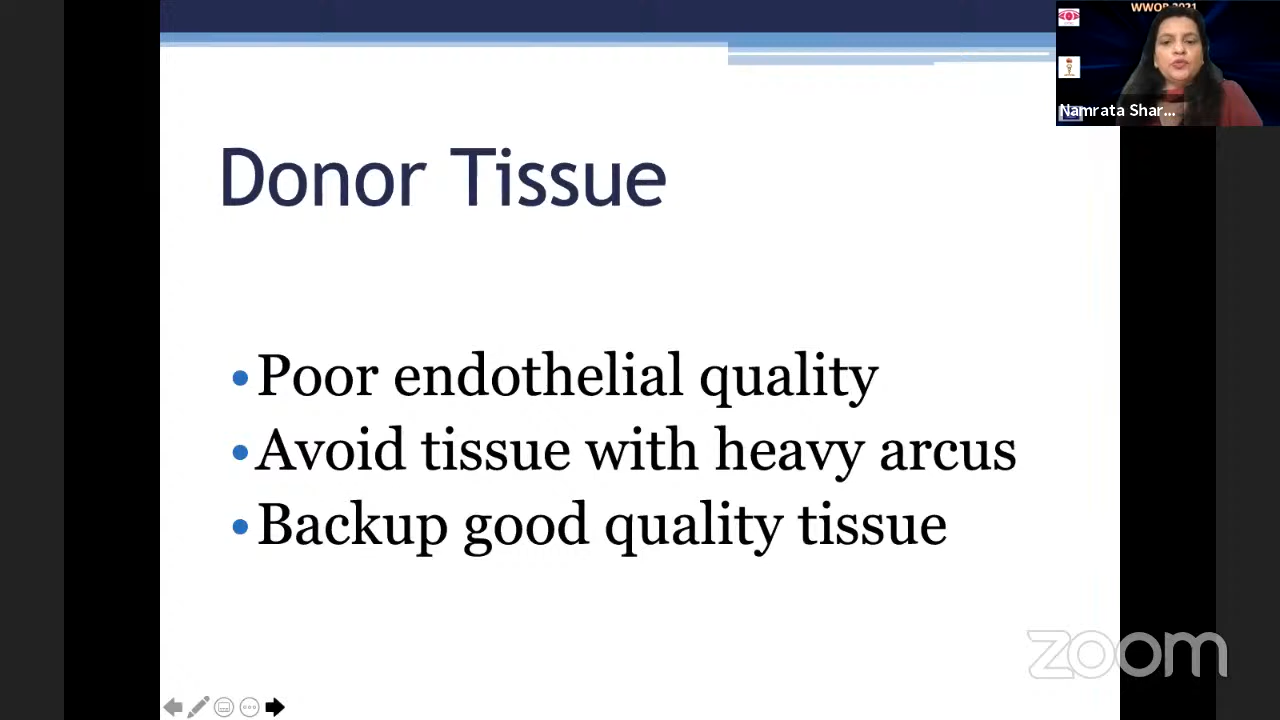 WWOP 2021
Namrata Shar...
Donor Tissue
•Poor endothelial quality
•Avoid tissue with heavy arcus
•Backup good quality tissue
zoom